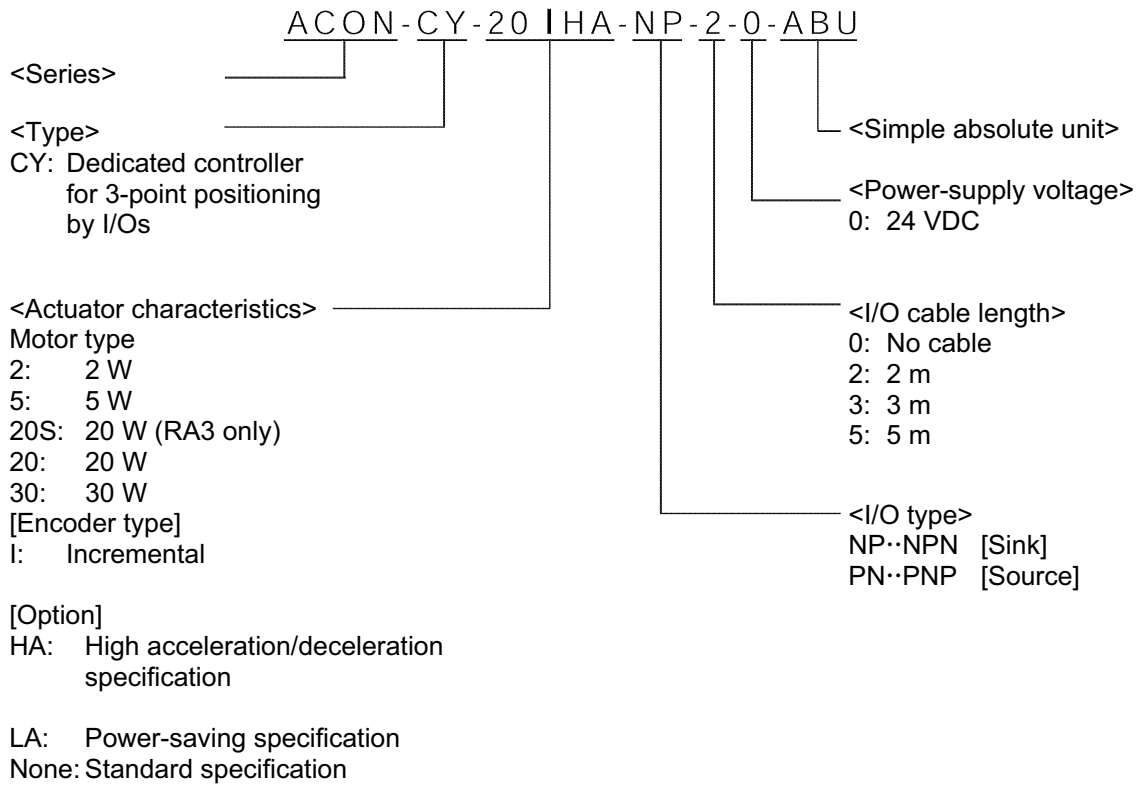 ACON-CY-20IHA-NP-2-0-ABU
<Series>
<Type>
CY: Dedicated controller
for 3-point positioning
by I/Os
<Actuator characteristics>
Motor type
2: 2 W
5: 5 W
20S: 20 W (RA3 only)
20: 20 W
30: 30 W
[Encoder type]
I: Incremental
[Option]
HA: High acceleration/deceleration
specification
LA: Power-saving specification
None: Standard specification
<Simple absolute unit>
<Power-supply voltage>
0: 24 VDC
<I/O cable length>
0: No cable
2: 2 m
3: 3 m
5: 5 m
<I/O type>
NP··NPN [Sink]
PN··PNP [Source]